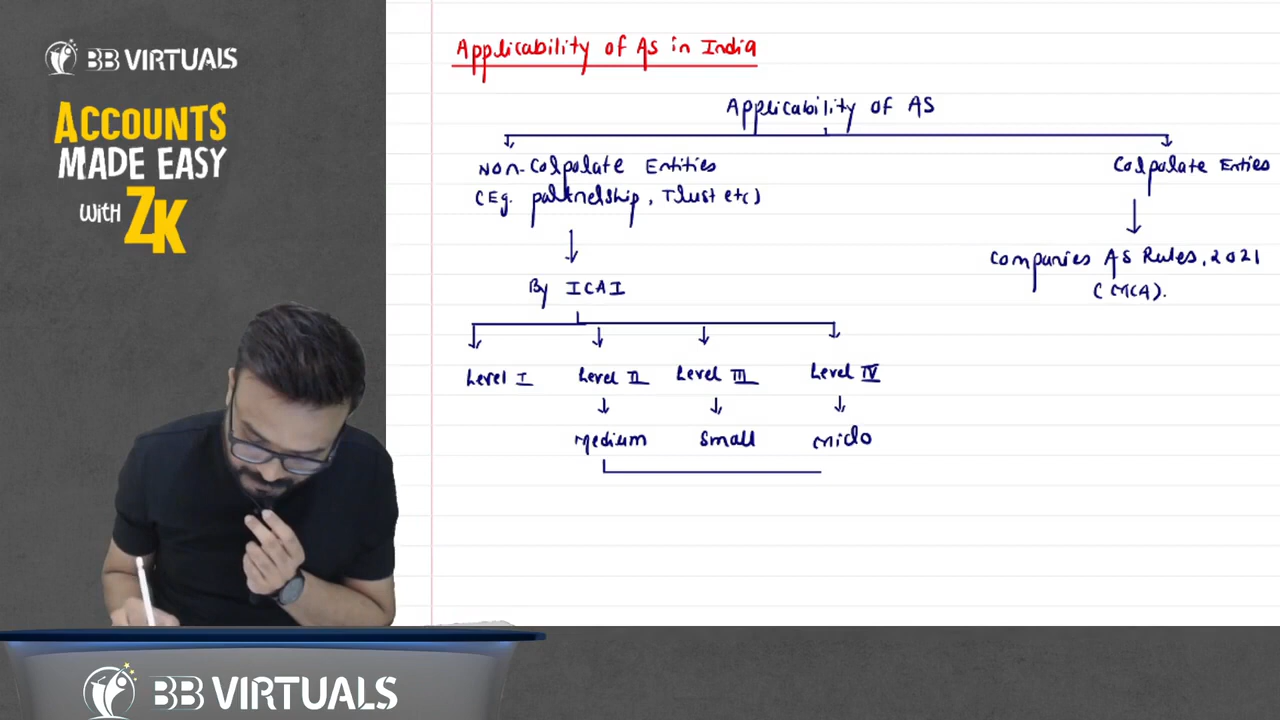 BB VIRTUALS
ACCOUNTS
MADE EASY
with ZK
Applicability of AS in India
Applicability of AS
Non-Corporate Entities
(Eg. partnership, Trust etc)
Corporate Enties
By ICAI
Companies AS Rules, 2021
(MCA).
Level I Level II Level III Level IV
Medium Small Micro
BB VIRTUALS